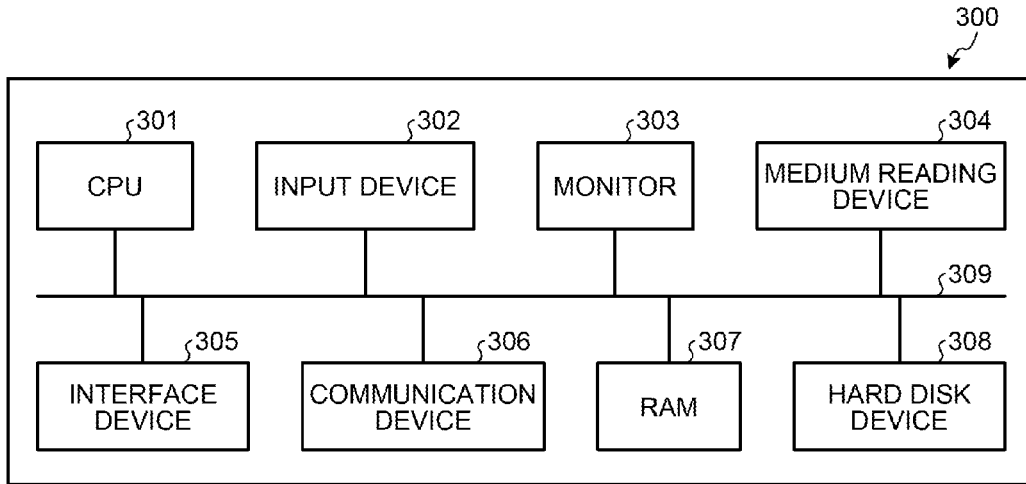 300
301
302
303
304
CPU
INPUT DEVICE
MONITOR
MEDIUM READING
DEVICE
309
305
306
307
308
INTERFACE
DEVICE
COMMUNICATION
DEVICE
RAM
HARD DISK
DEVICE